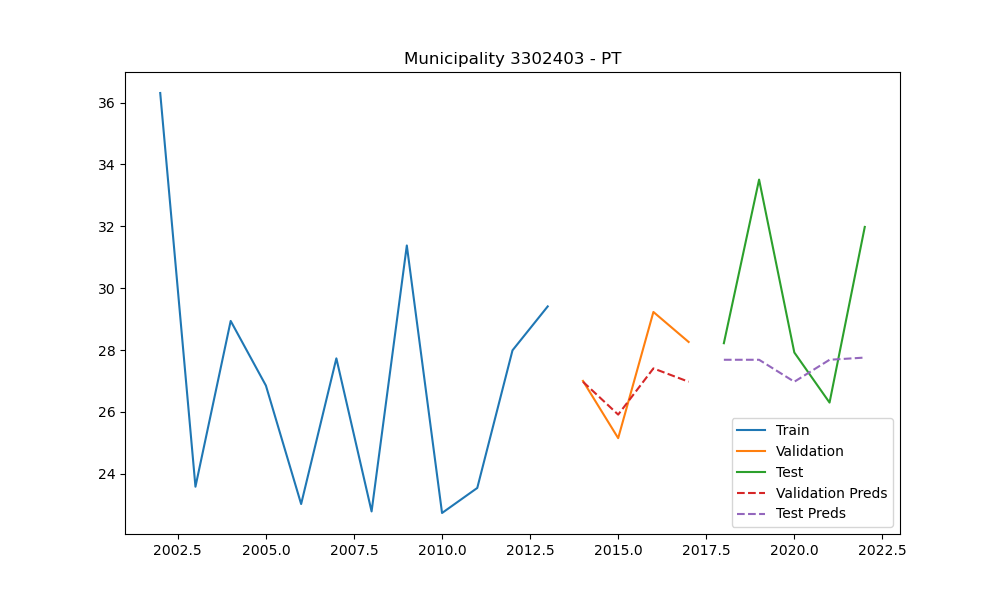 Municipality 3302403 - PT
36
34
32
30
28
26
24
2002.5 2005.0 2007.5 2010.0 2012.5 2015.0 2017.5 2020.0 2022.5
Train
Validation
Test
Validation Preds
Test Preds